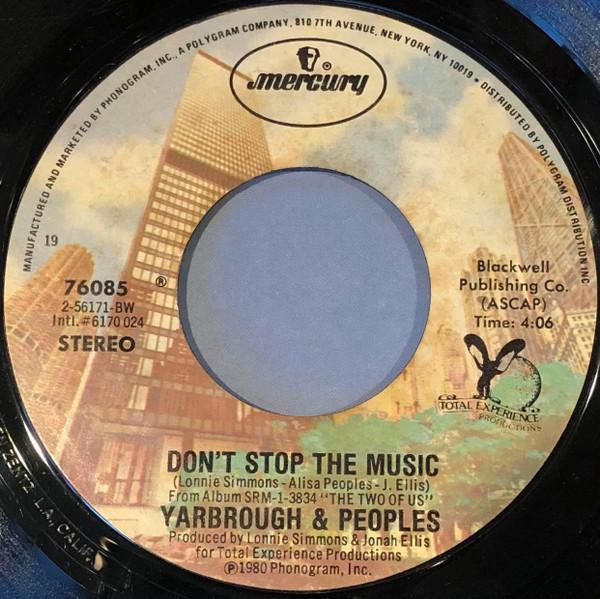 MANUFACTURED AND MARKETED BY PHONOGRAM, INC., A POLYGRAM COMPANY, 810 7TH AVENUE, NEW YORK, NY 10019 • DISTRIBUTED BY POLYGRAM DISTRIBUTION INC
mercury ®
19
76085 ®
2-56171-BW
Intl. #6170 024
STEREO
Blackwell
Publishing Co.
(ASCAP)
Time: 4:06
TOTAL EXPERIENCE
PRODUCTIONS
DON'T STOP THE MUSIC
(Lonnie Simmons - Alisa Peoples - J. Ellis)
From Album SRM-1-3834 "THE TWO OF US"
YARBROUGH & PEOPLES
Produced by Lonnie Simmons & Jonah Ellis
for Total Experience Productions
℗1980 Phonogram, Inc.
L.A., CALIF.